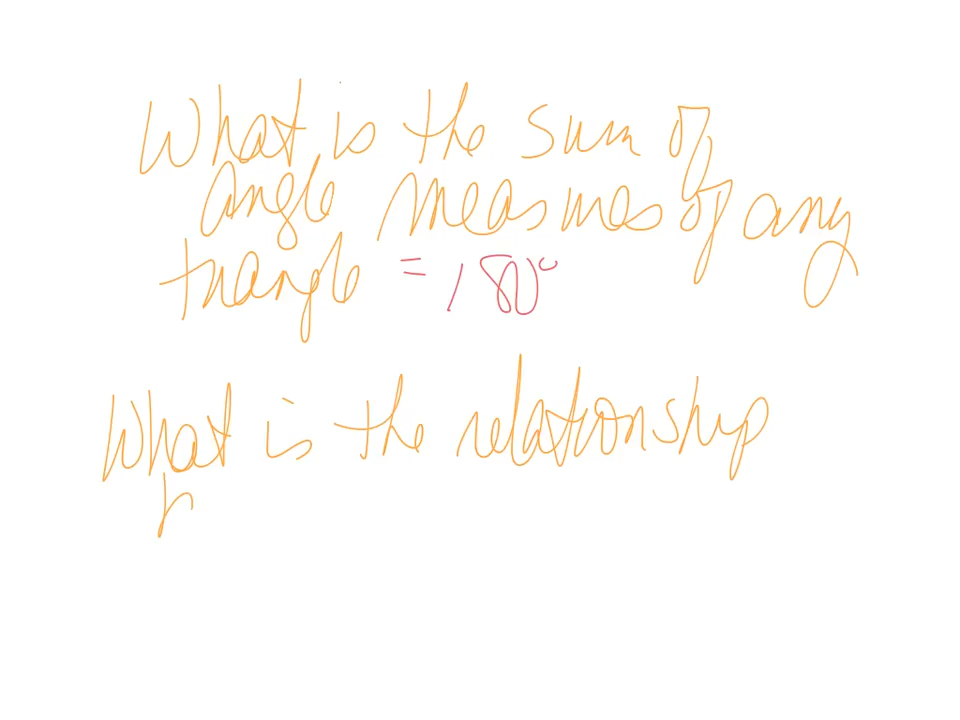 What is the sum of
angle measures of any
triangle = 180°
What is the relationship